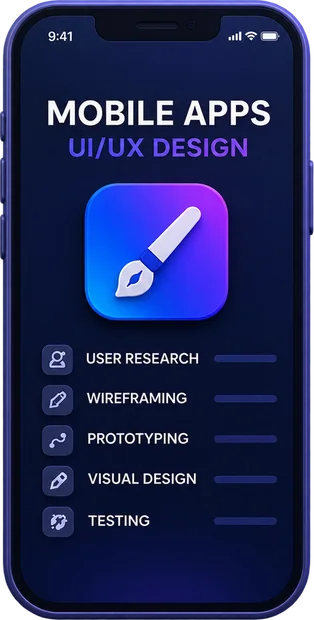 9:41
MOBILE APPS
UI/UX DESIGN
USER RESEARCH
WIREFRAMING
PROTOTYPING
VISUAL DESIGN
TESTING